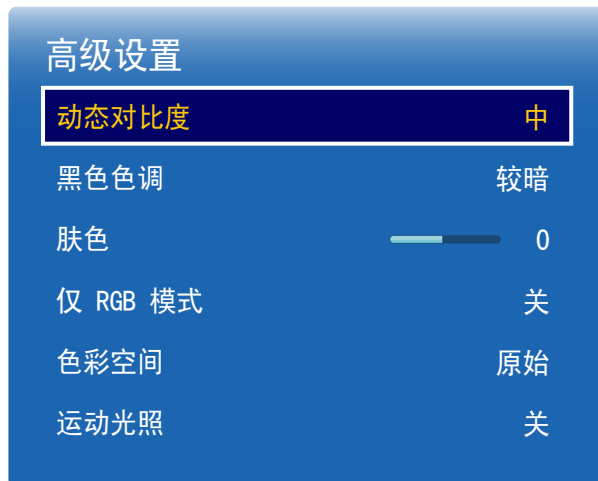 高级设置
动态对比度 中
黑色色调 较暗
肤色 0
仅 RGB 模式 关
色彩空间 原始
运动光照 关